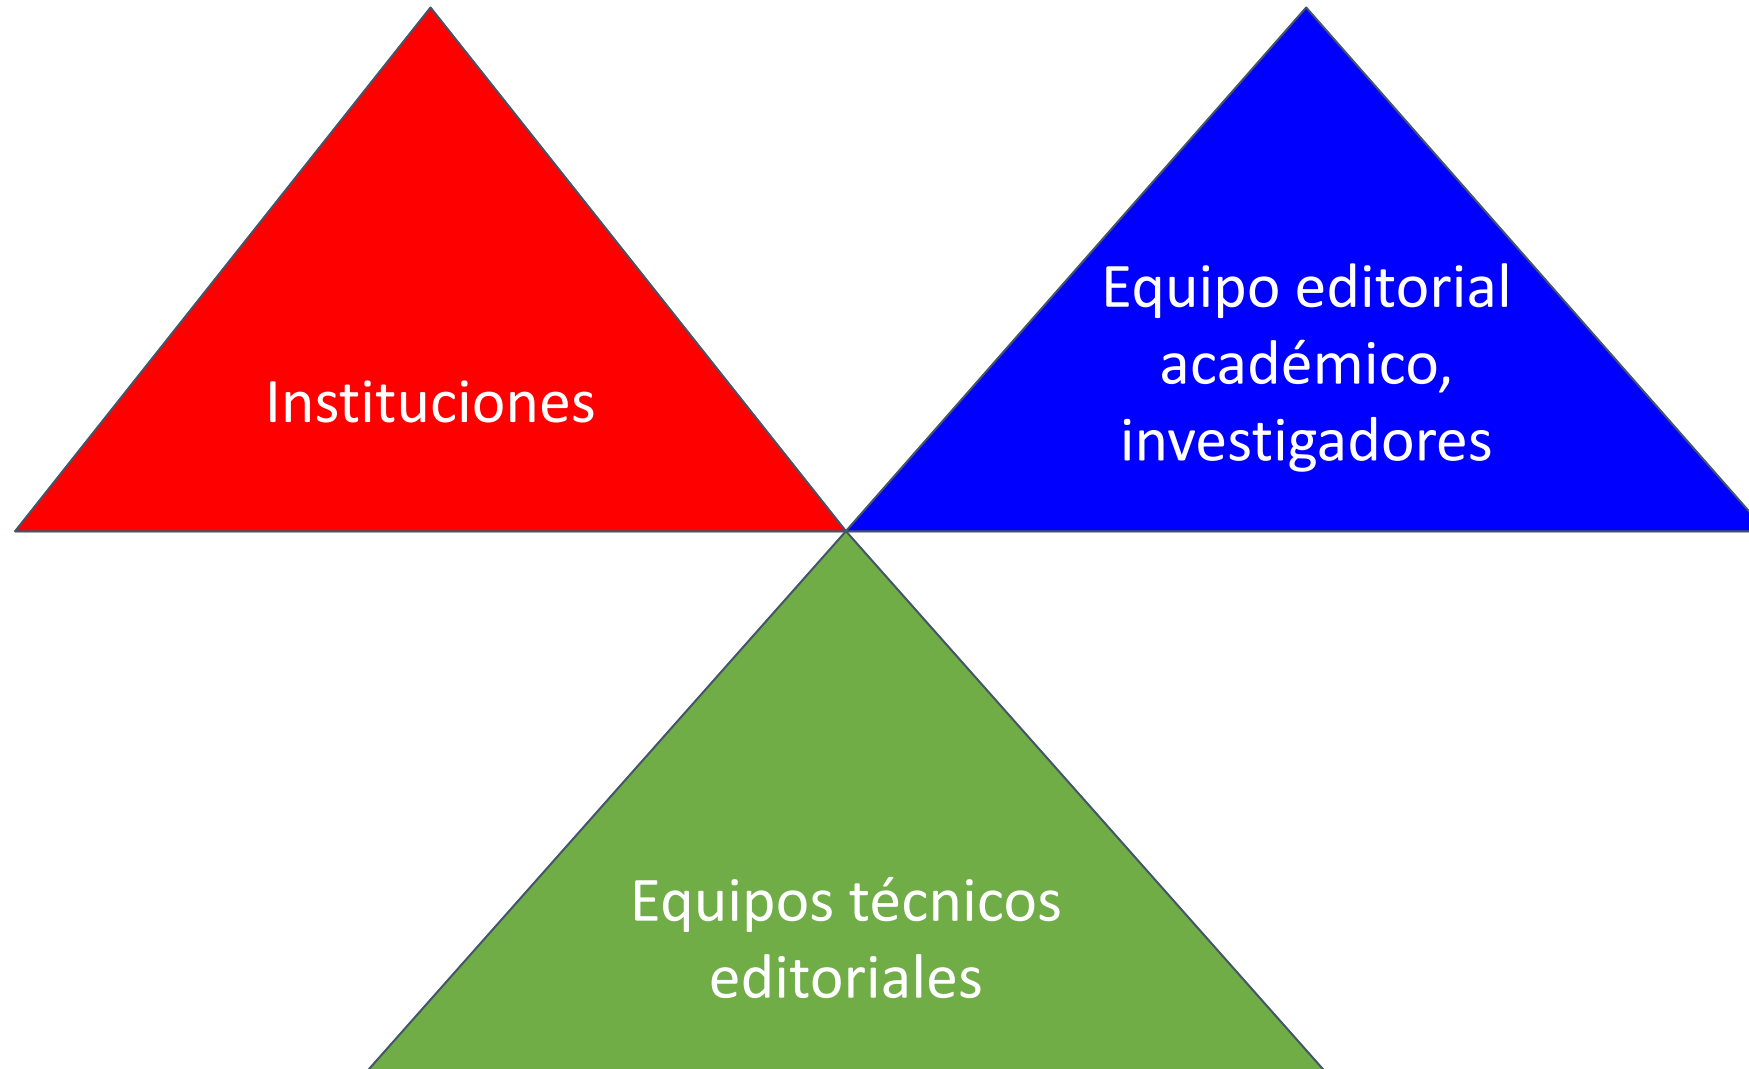 Instituciones
Equipo editorial
académico,
investigadores
Equipos técnicos
editoriales